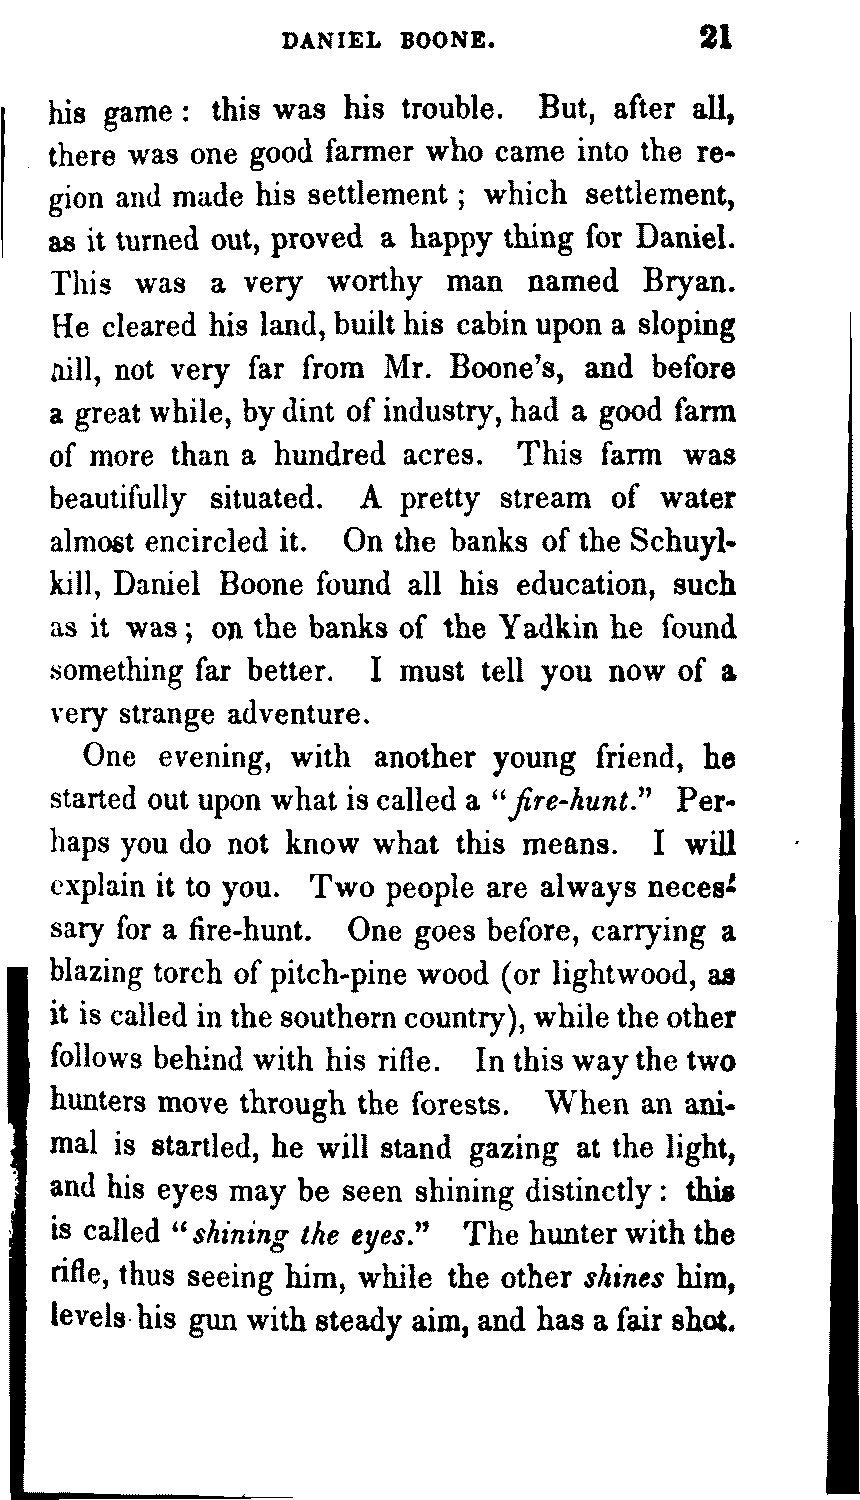 DANIEL BOONE. 21
his game : this was his trouble. But, after all,
there was one good farmer who came into the re-
gion and made his settlement ; which settlement,
as it turned out, proved a happy thing for Daniel.
This was a very worthy man named Bryan.
He cleared his land, built his cabin upon a sloping
hill, not very far from Mr. Boone's, and before
a great while, by dint of industry, had a good farm
of more than a hundred acres. This farm was
beautifully situated. A pretty stream of water
almost encircled it. On the banks of the Schuyl-
kill, Daniel Boone found all his education, such
as it was ; on the banks of the Yadkin he found
something far better. I must tell you now of a
very strange adventure.
One evening, with another young friend, he
started out upon what is called a "fire-hunt." Per-
haps you do not know what this means. I will
explain it to you. Two people are always neces-
sary for a fire-hunt. One goes before, carrying a
blazing torch of pitch-pine wood (or lightwood, as
it is called in the southern country), while the other
follows behind with his rifle. In this way the two
hunters move through the forests. When an ani-
mal is startled, he will stand gazing at the light,
and his eyes may be seen shining distinctly : this
is called "shining the eyes." The hunter with the
rifle, thus seeing him, while the other shines him,
levels his gun with steady aim, and has a fair shot.